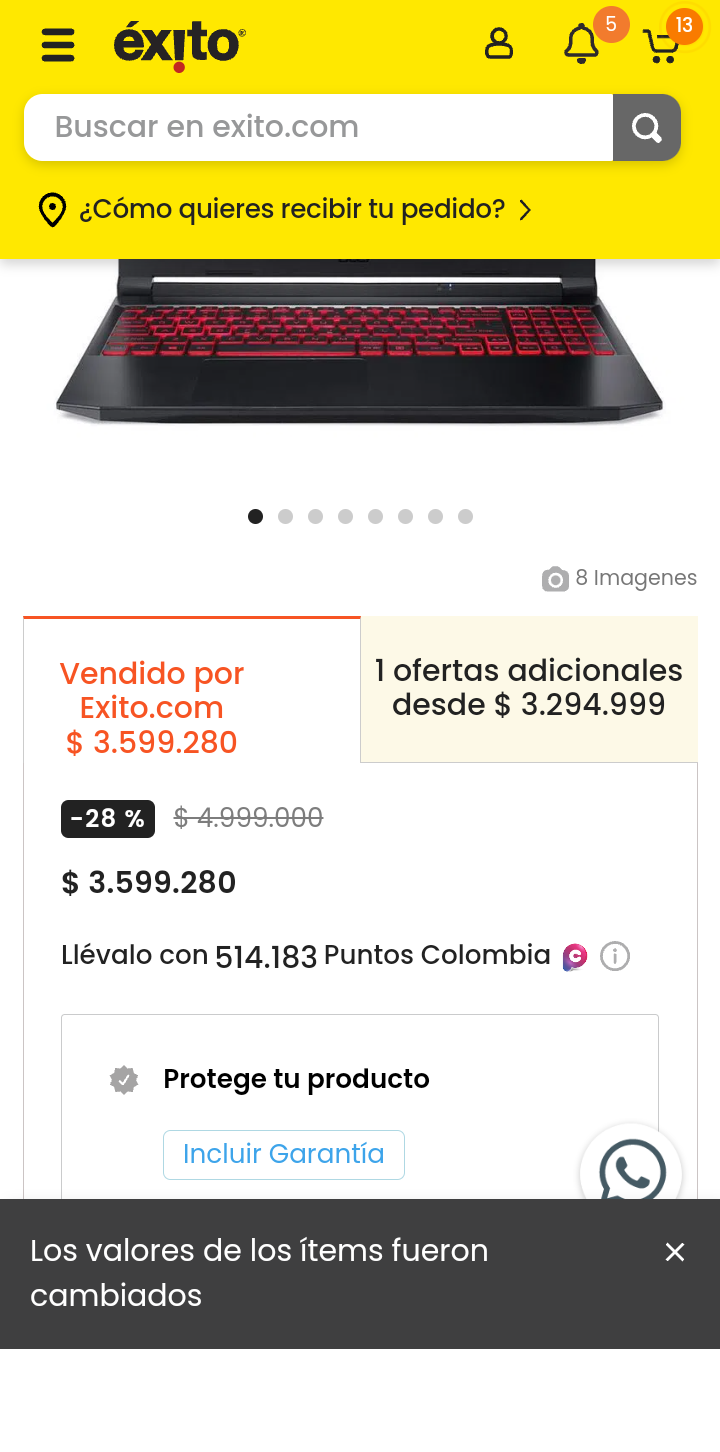 éxito®
5
13
Buscar en exito.com
¿Cómo quieres recibir tu pedido?
8 Imagenes
Vendido por
Exito.com
$ 3.599.280
1 ofertas adicionales
desde $ 3.294.999
-28 % $ 4.999.000
$ 3.599.280
Llévalo con 514.183 Puntos Colombia
Protege tu producto
Incluir Garantía
Los valores de los ítems fueron
cambiados